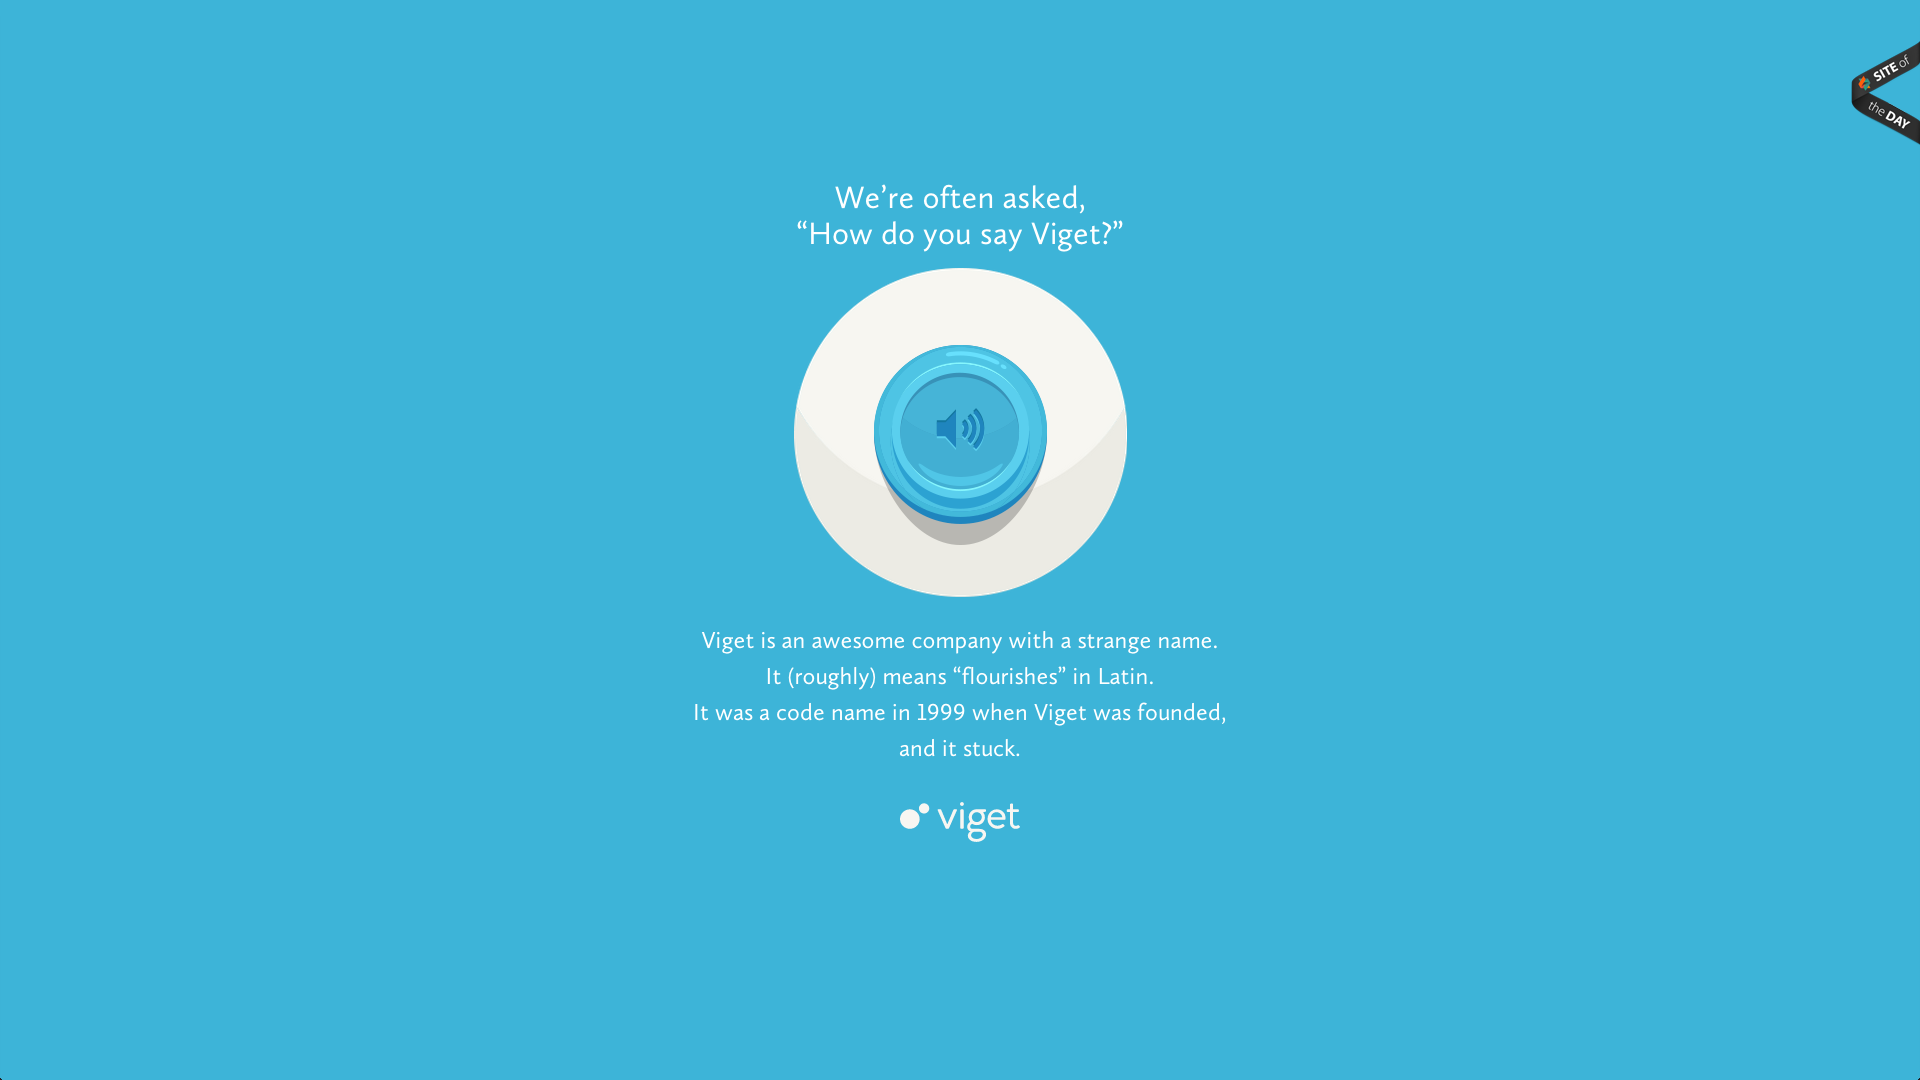 SITE of
the DAY
We’re often asked,
“How do you say Viget?”
Viget is an awesome company with a strange name.
It (roughly) means “flourishes” in Latin.
It was a code name in 1999 when Viget was founded,
and it stuck.
viget